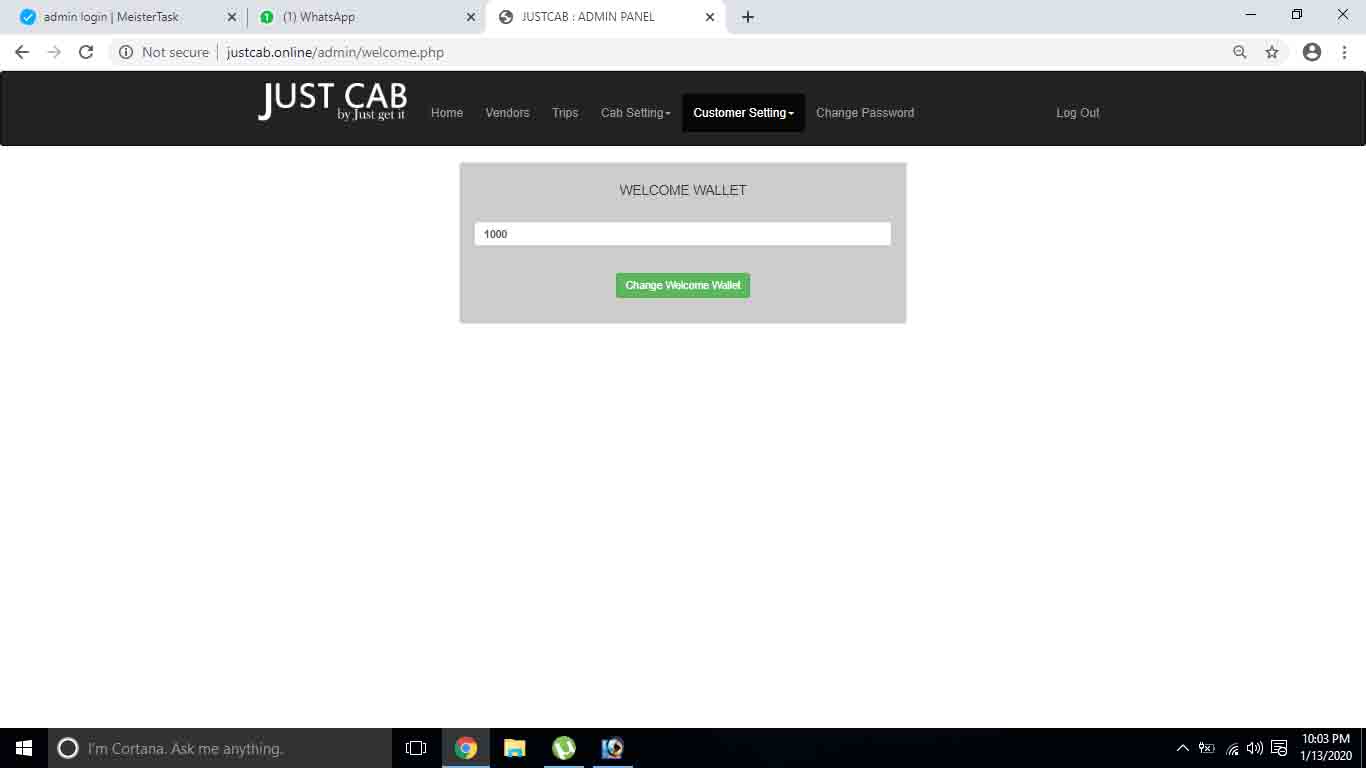 admin login | MeisterTask
(1) WhatsApp
JUSTCAB : ADMIN PANEL
Not secure
justcab.online/admin/welcome.php
JUST CAB
by Just get it
Home
Vendors
Trips
Cab Setting
Customer Setting
Change Password
Log Out
WELCOME WALLET
1000
Change Welcome Wallet
I'm Cortana. Ask me anything.
10:03 PM
1/13/2020